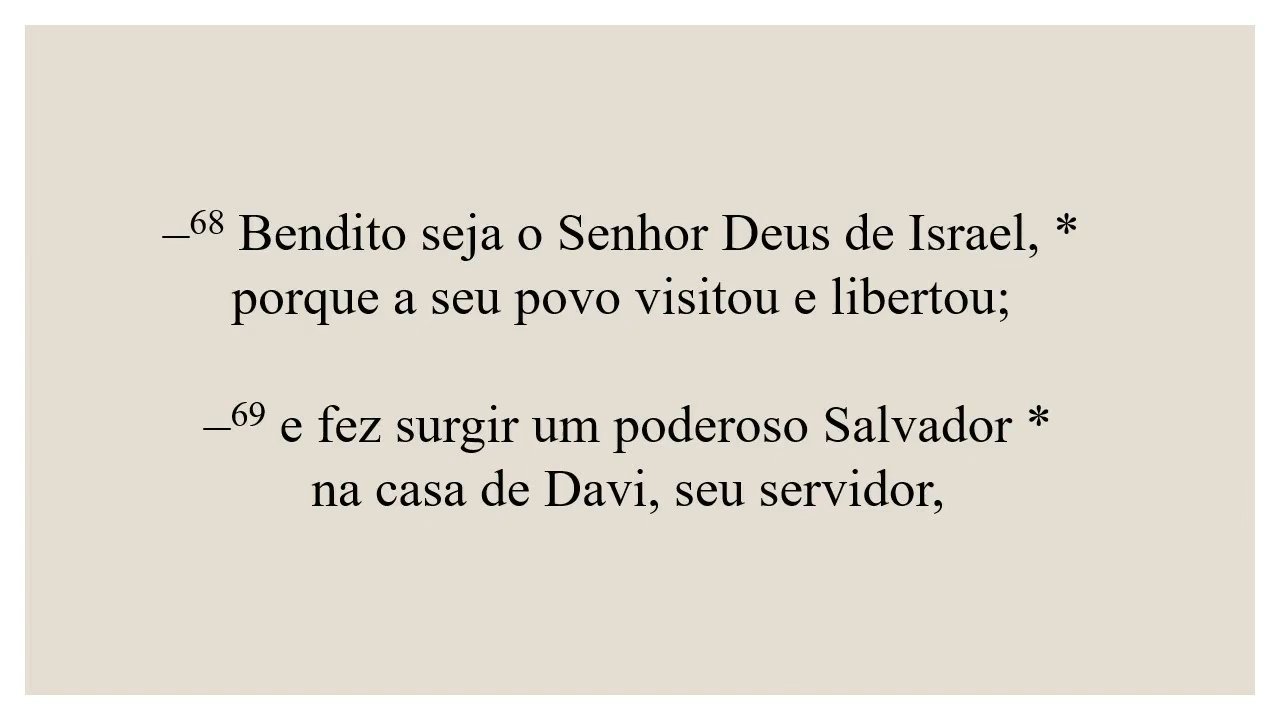 –⁶⁸ Bendito seja o Senhor Deus de Israel, *
porque a seu povo visitou e libertou;
–⁶⁹ e fez surgir um poderoso Salvador *
na casa de Davi, seu servidor,